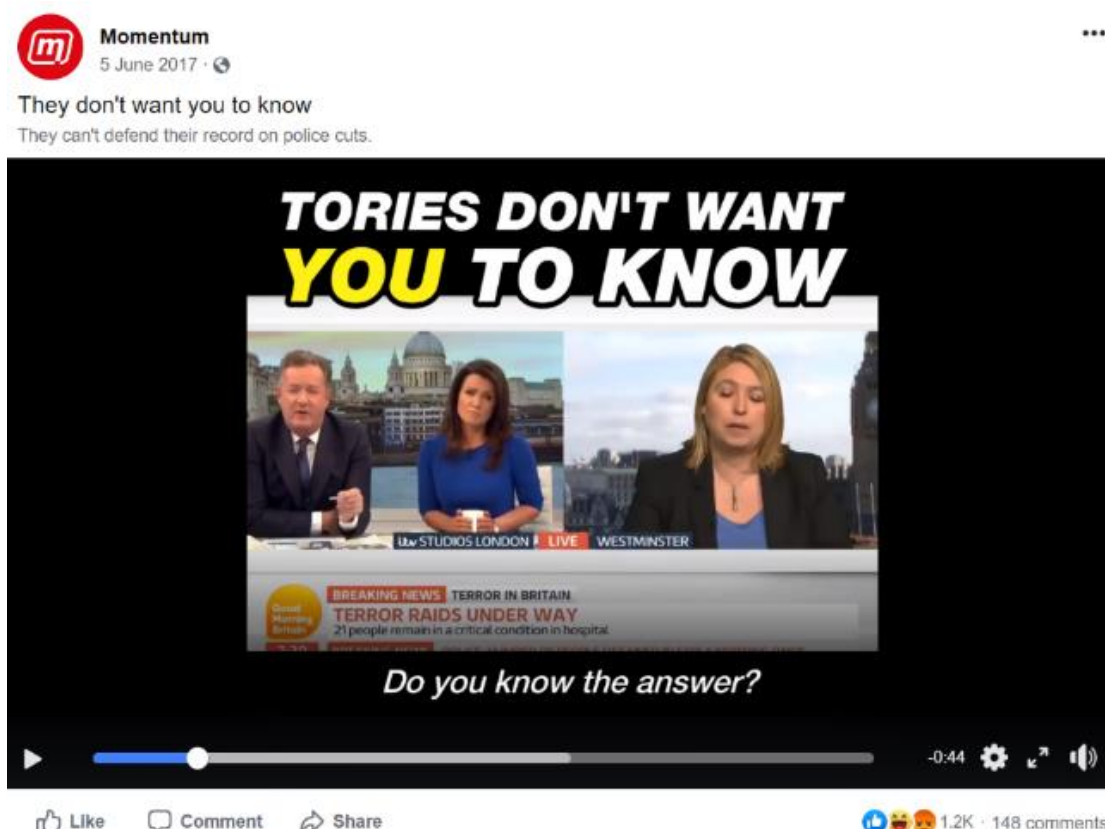 Momentum
5 June 2017
They don't want you to know
They can't defend their record on police cuts.
TORIES DON'T WANT
YOU TO KNOW
itv STUDIOS LONDON LIVE WESTMINSTER
Good Morning Britain
BREAKING NEWS TERROR IN BRITAIN
TERROR RAIDS UNDER WAY
21 people remain in a critical condition in hospital
Do you know the answer?
-0:44
Like Comment Share 1.2K · 148 comments